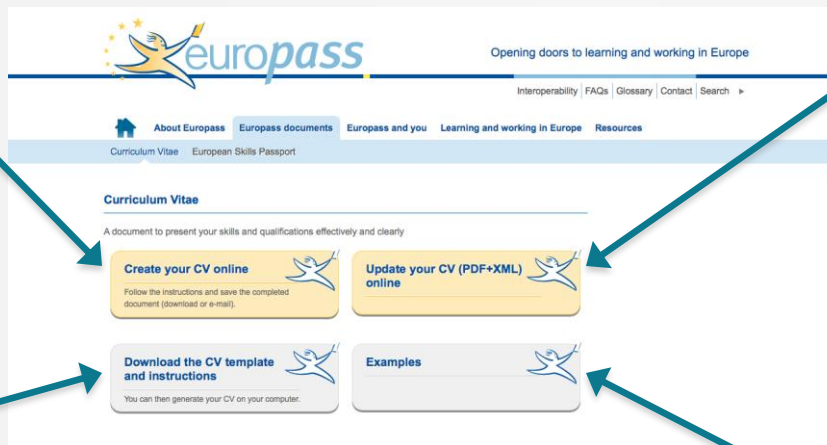 europass
Opening doors to learning and working in Europe
Interoperability FAQs Glossary Contact Search
About Europass Europass documents Europass and you Learning and working in Europe Resources
Curriculum Vitae European Skills Passport
Curriculum Vitae
A document to present your skills and qualifications effectively and clearly
Create your CV online
Follow the instructions and save the completed
document (download or e-mail).
Update your CV (PDF+XML)
online
Download the CV template
and instructions
You can then generate your CV on your computer.
Examples